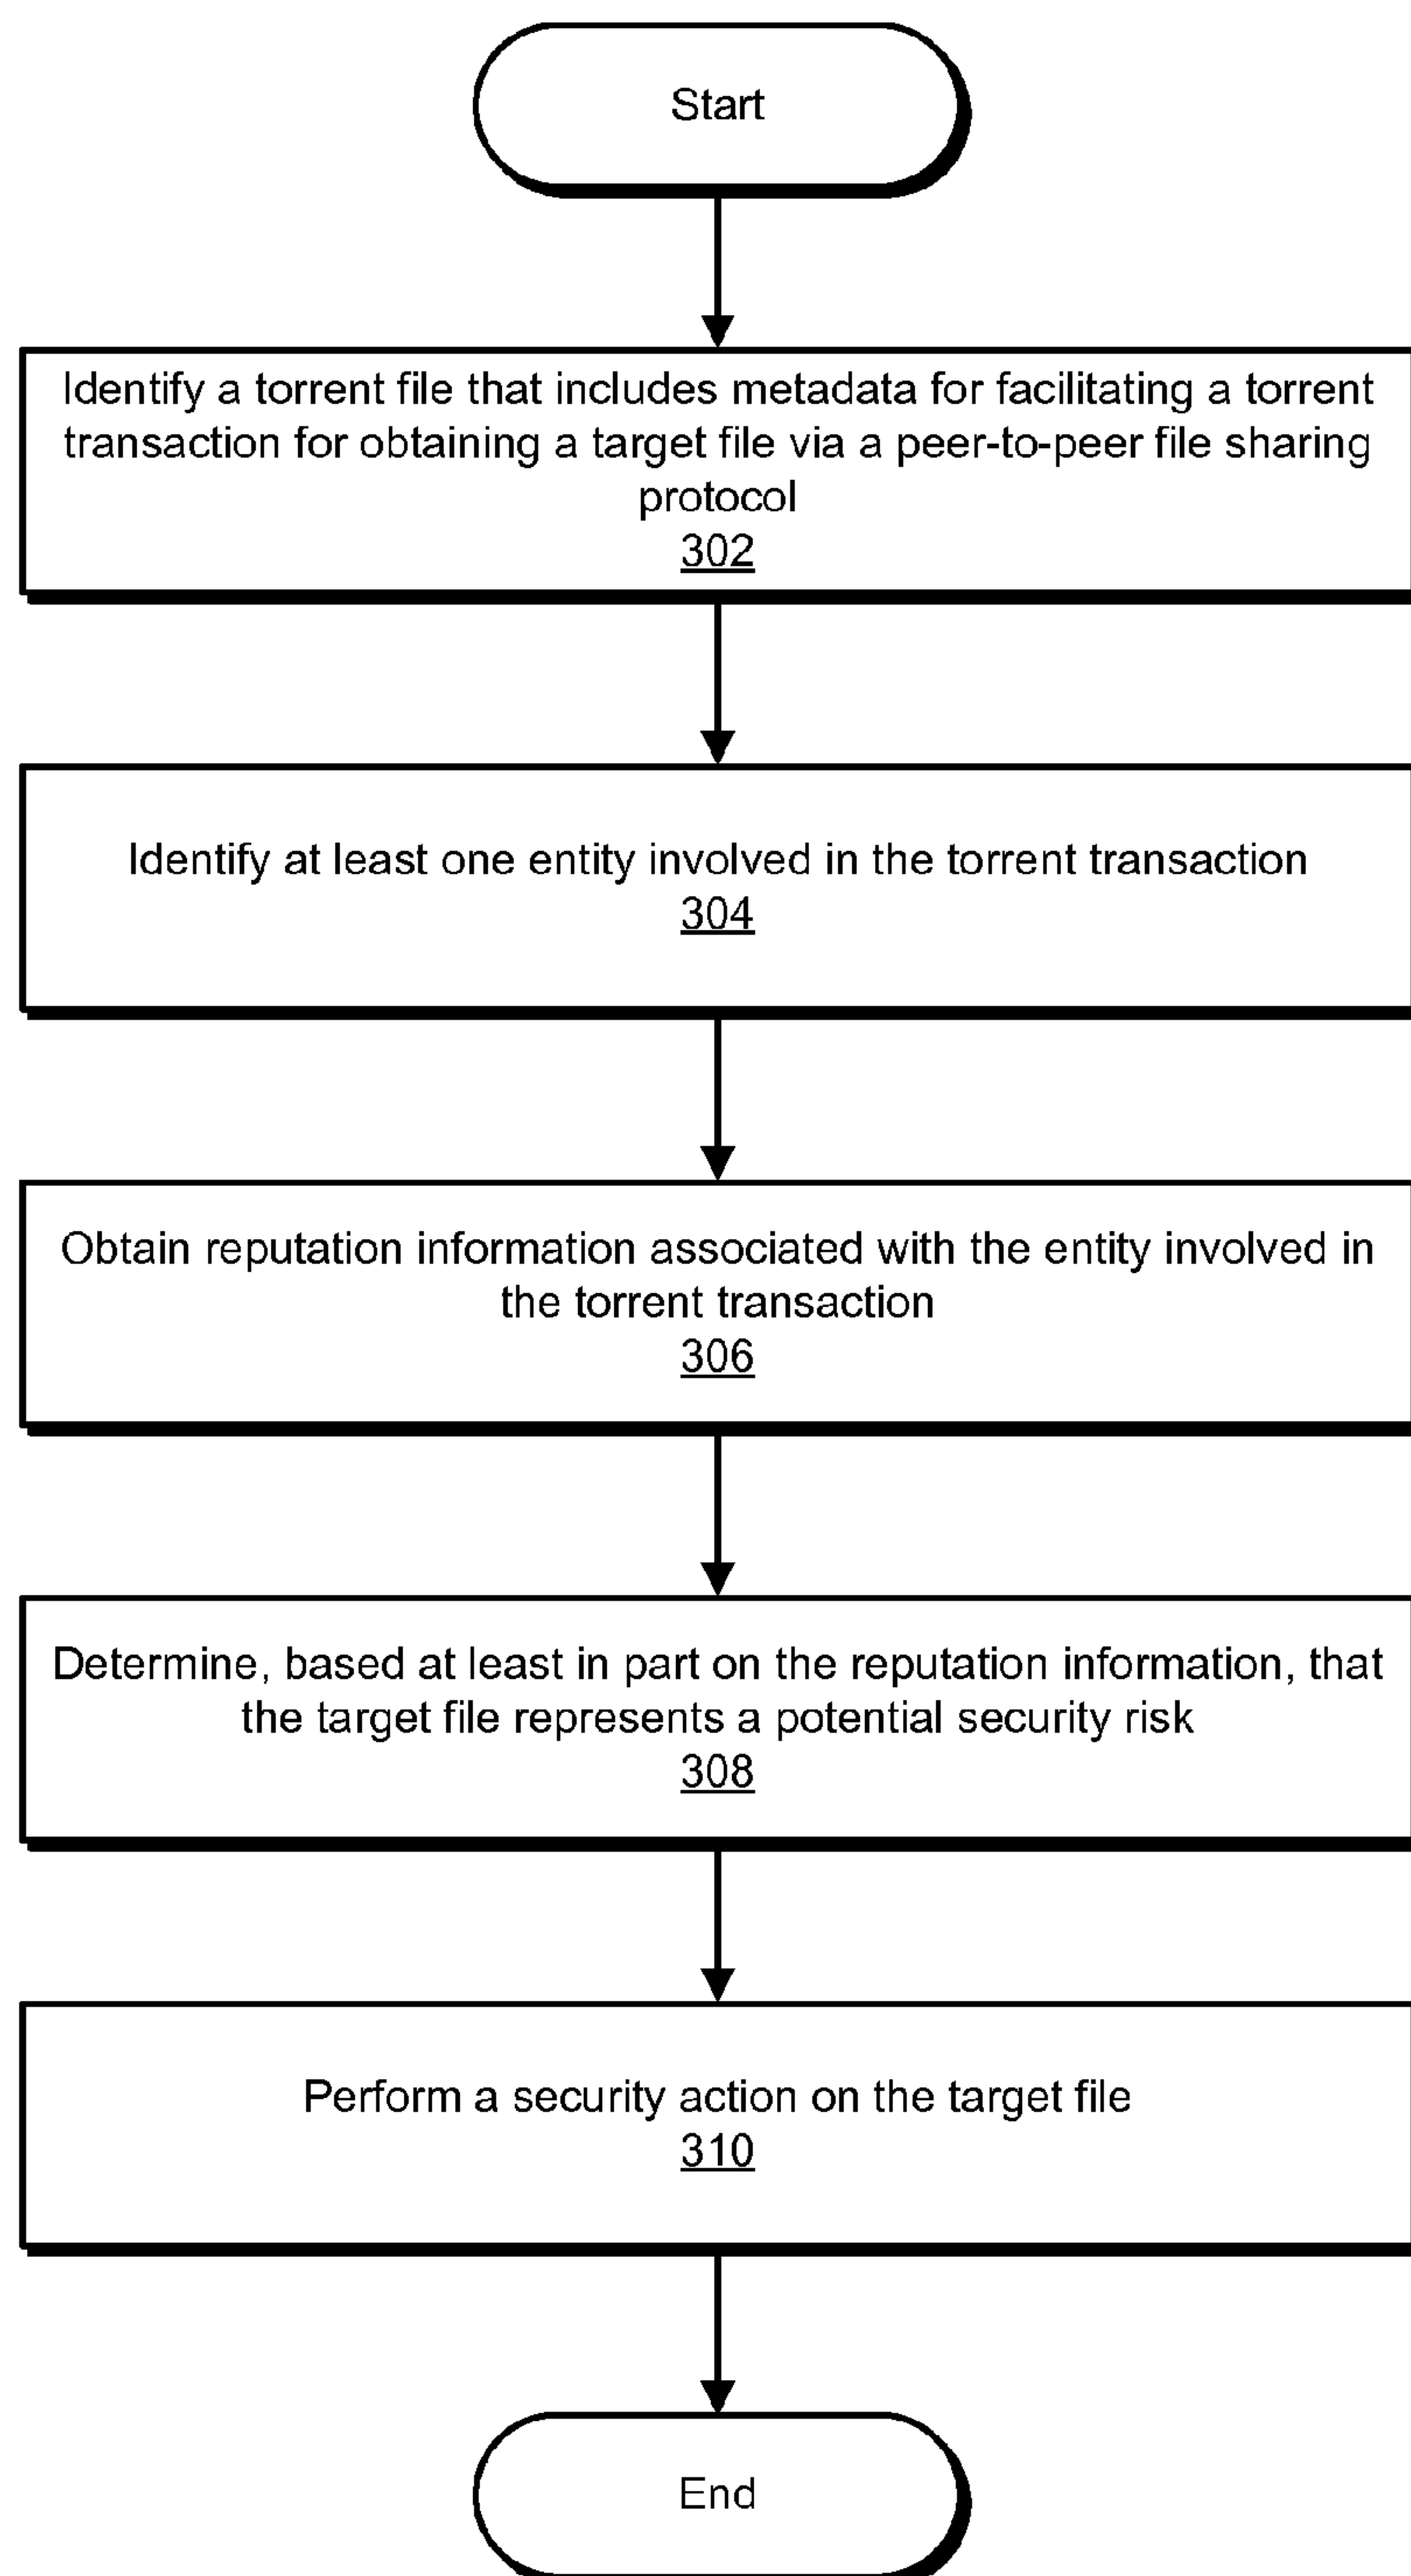 Start
Identify a torrent file that includes metadata for facilitating a torrent
transaction for obtaining a target file via a peer-to-peer file sharing
protocol
302
Identify at least one entity involved in the torrent transaction
304
Obtain reputation information associated with the entity involved in
the torrent transaction
306
Determine, based at least in part on the reputation information, that
the target file represents a potential security risk
308
Perform a security action on the target file
310
End